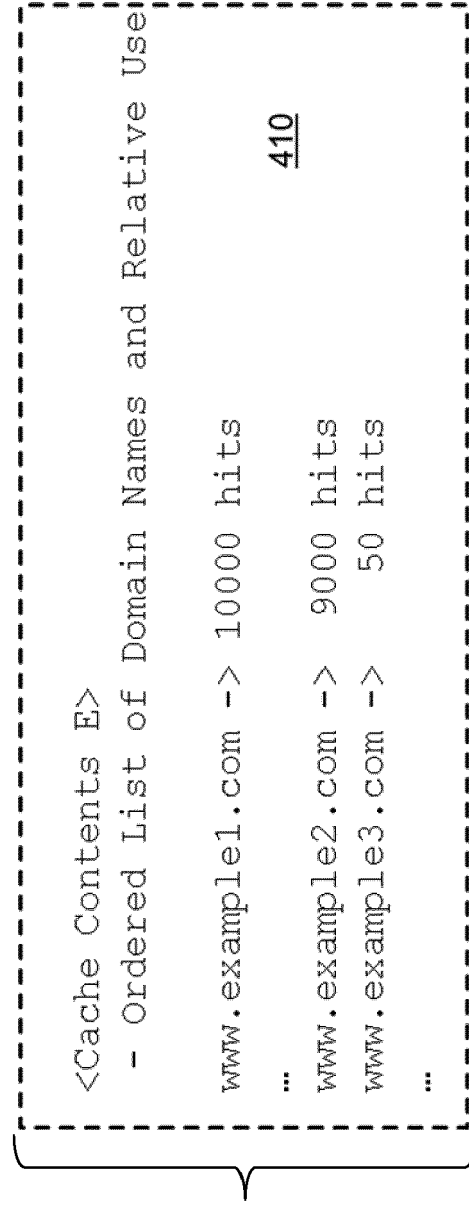 <Cache Contents E>
- Ordered List of Domain Names and Relative Use
www.example1.com -> 10000 hits
...
www.example2.com -> 9000 hits
www.example3.com -> 50 hits
...
410